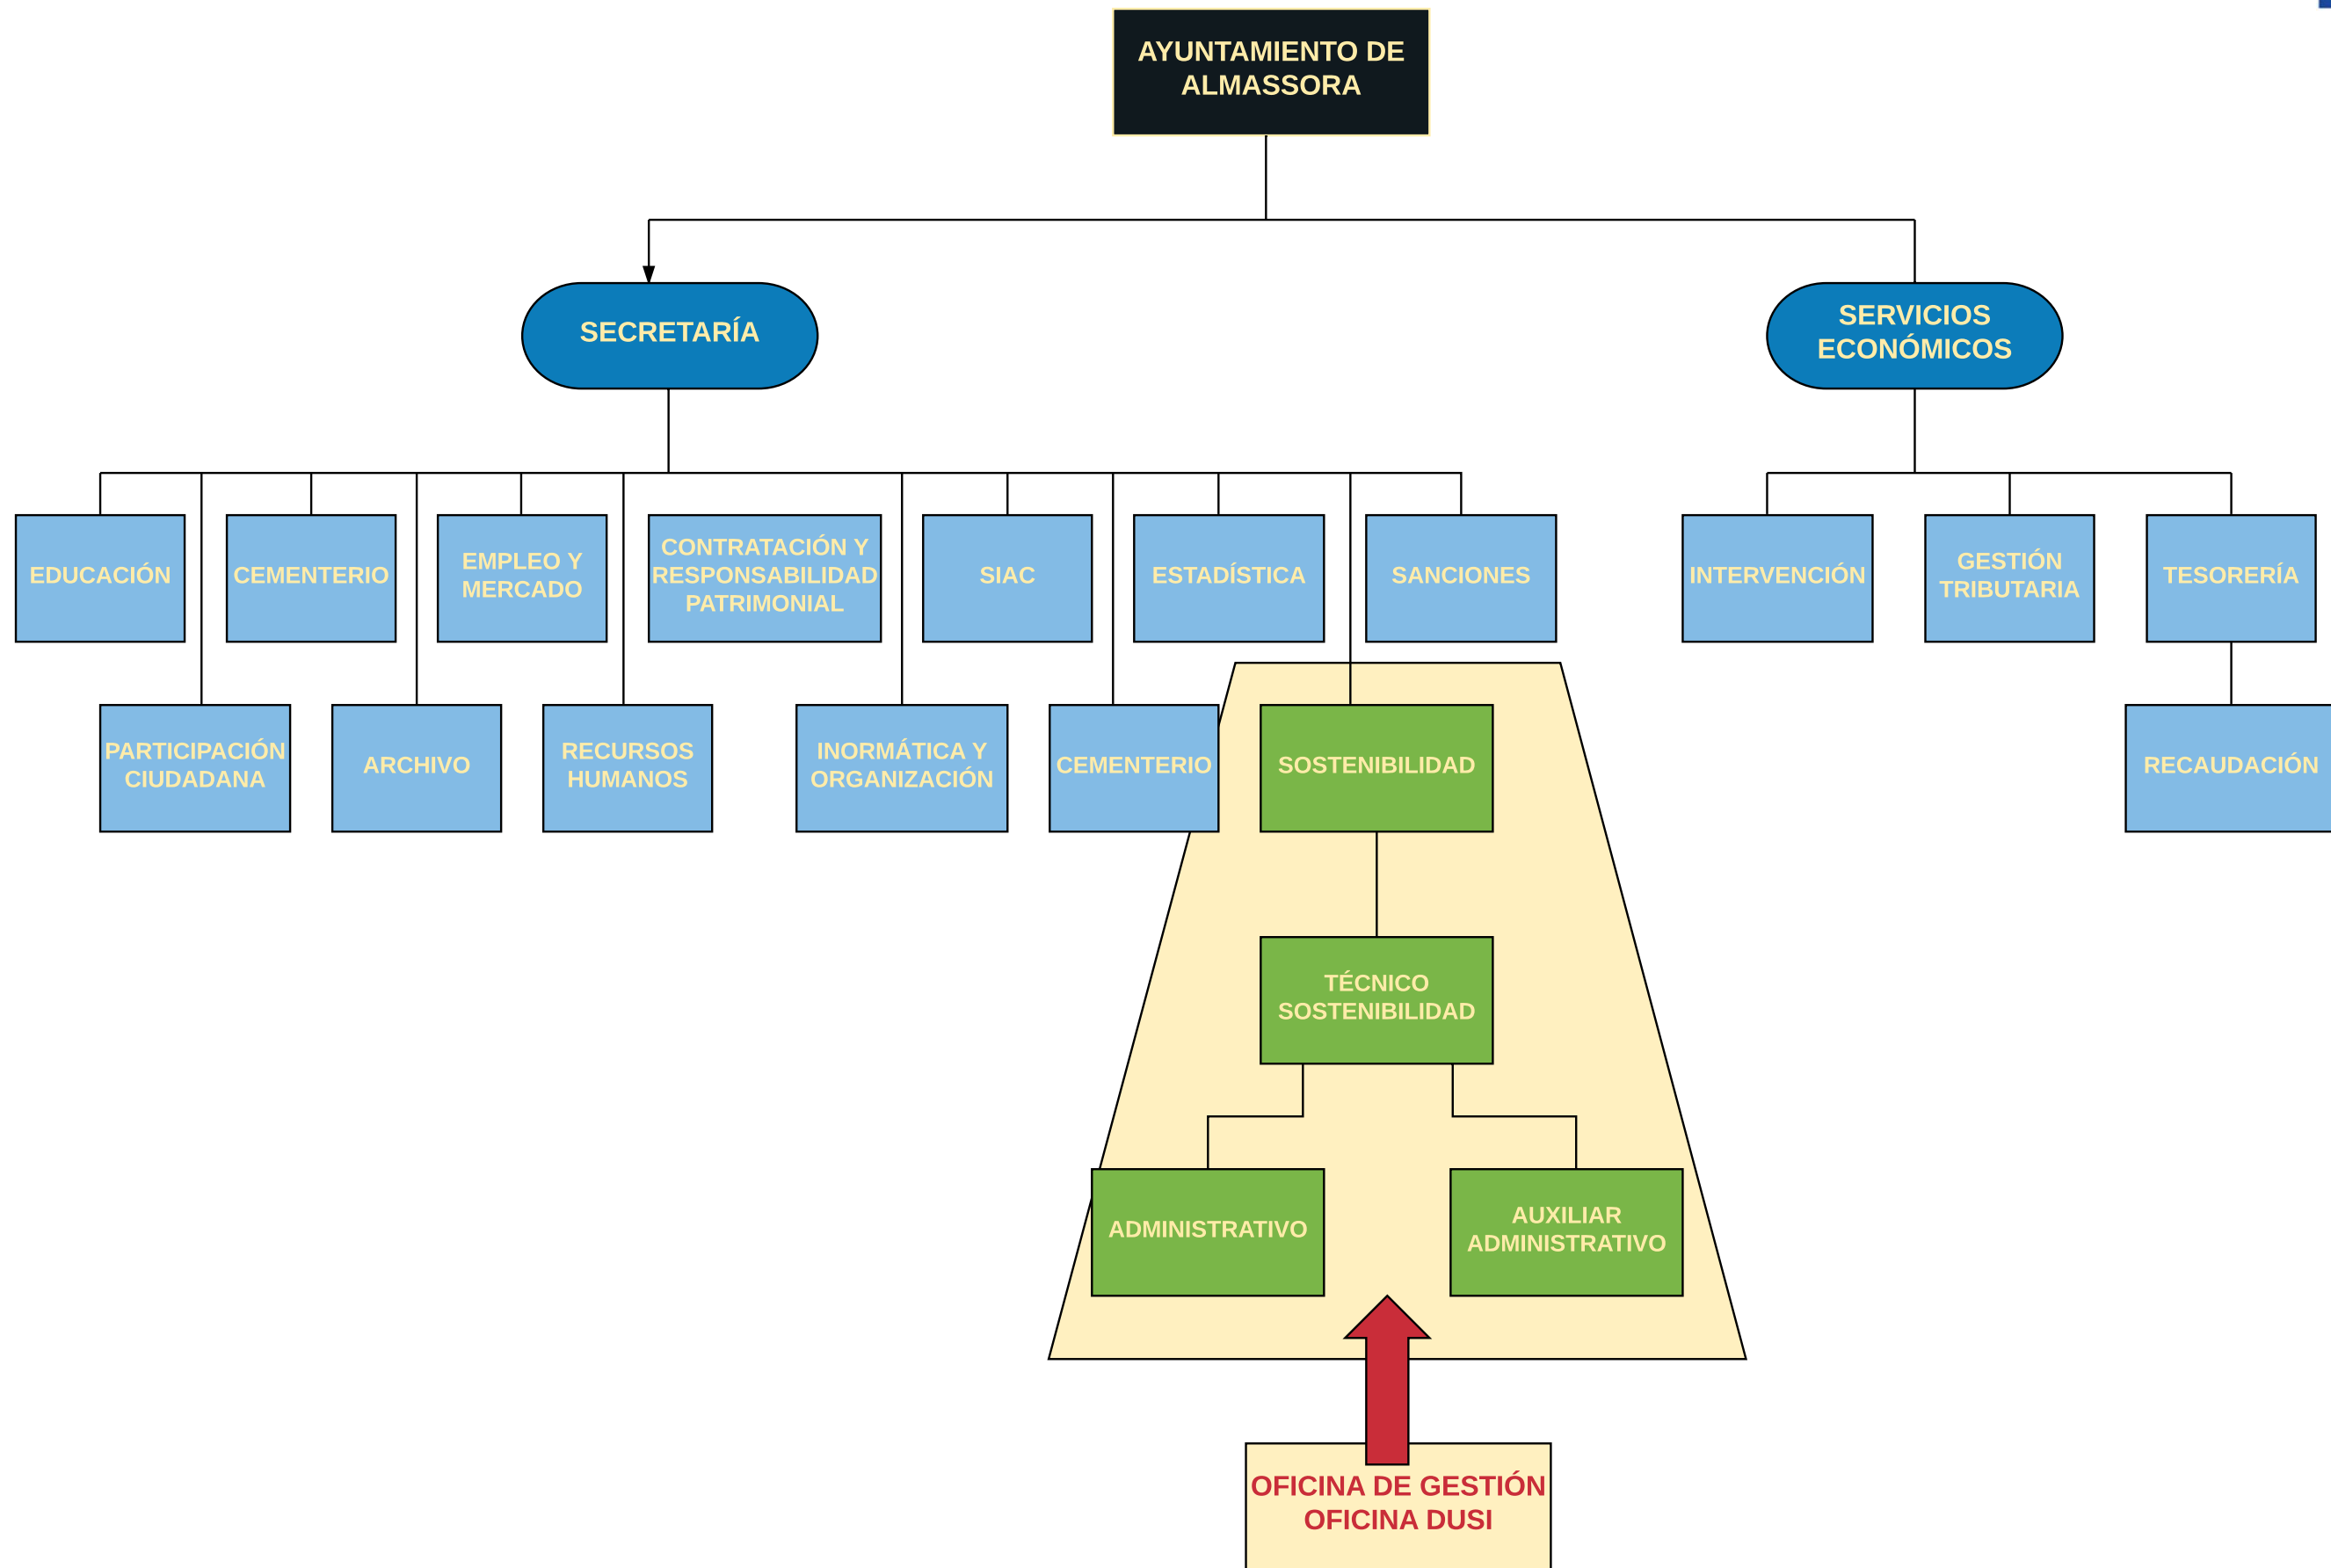 AYUNTAMIENTO DE
ALMASSORA
SECRETARÍA
SERVICIOS
ECONÓMICOS
EDUCACIÓN
CEMENTERIO
EMPLEO Y
MERCADO
CONTRATACIÓN Y
RESPONSABILIDAD
PATRIMONIAL
SIAC
ESTADÍSTICA
SANCIONES
INTERVENCIÓN
GESTIÓN
TRIBUTARIA
TESORERÍA
PARTICIPACIÓN
CIUDADANA
ARCHIVO
RECURSOS
HUMANOS
INORMÁTICA Y
ORGANIZACIÓN
CEMENTERIO
SOSTENIBILIDAD
RECAUDACIÓN
TÉCNICO
SOSTENIBILIDAD
ADMINISTRATIVO
AUXILIAR
ADMINISTRATIVO
OFICINA DE GESTIÓN
OFICINA DUSI